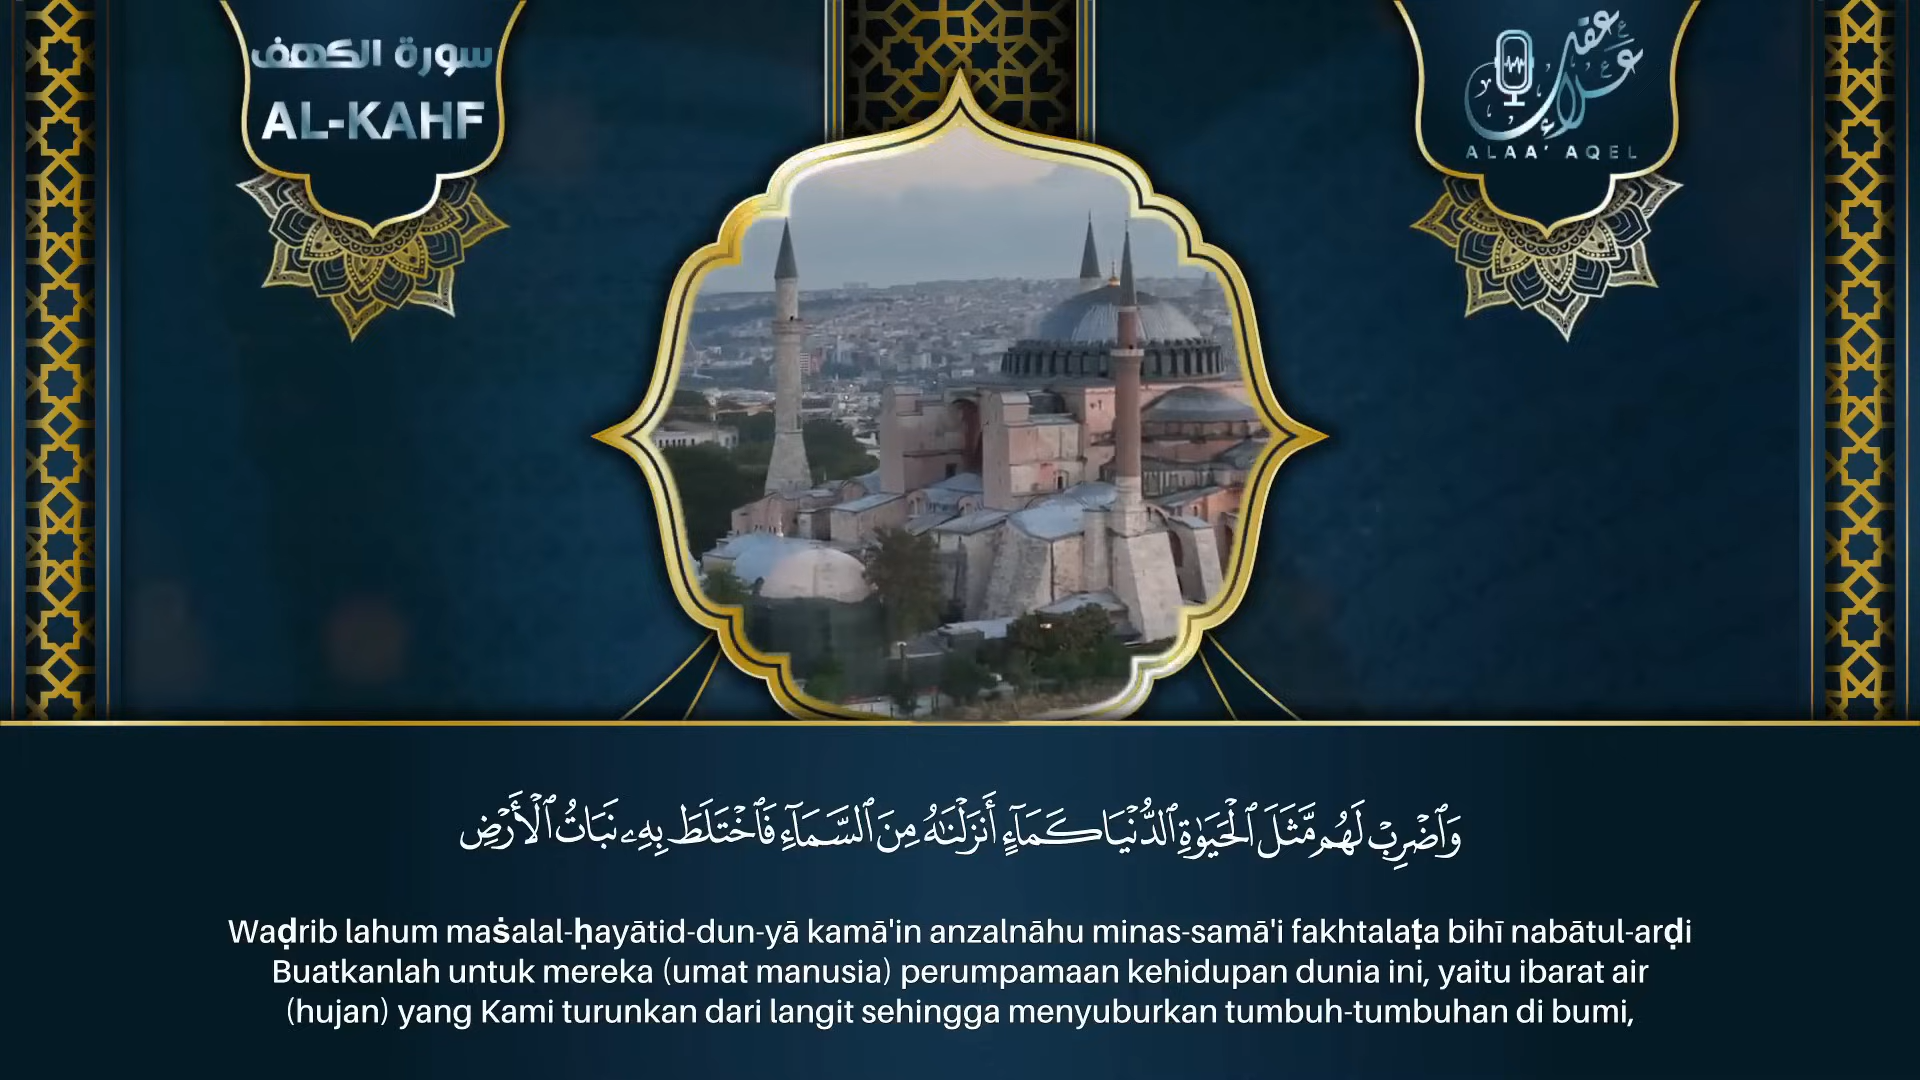 سورة الكهف
AL-KAHF
علاء عقل
ALAA' AQEL
وَٱضْرِبْ لَهُم مَّثَلَ ٱلْحَيَوٰةِ ٱلدُّنْيَا كَمَآءٍ أَنزَلْنَـٰهُ مِنَ ٱلسَّمَآءِ فَٱخْتَلَطَ بِهِۦ نَبَاتُ ٱلْأَرْضِ
Waḍrib lahum maṡalal-ḥayātid-dun-yā kamā'in anzalnāhu minas-samā'i fakhtalaṭa bihī nabātul-arḍi
Buatkanlah untuk mereka (umat manusia) perumpamaan kehidupan dunia ini, yaitu ibarat air
(hujan) yang Kami turunkan dari langit sehingga menyuburkan tumbuh-tumbuhan di bumi,